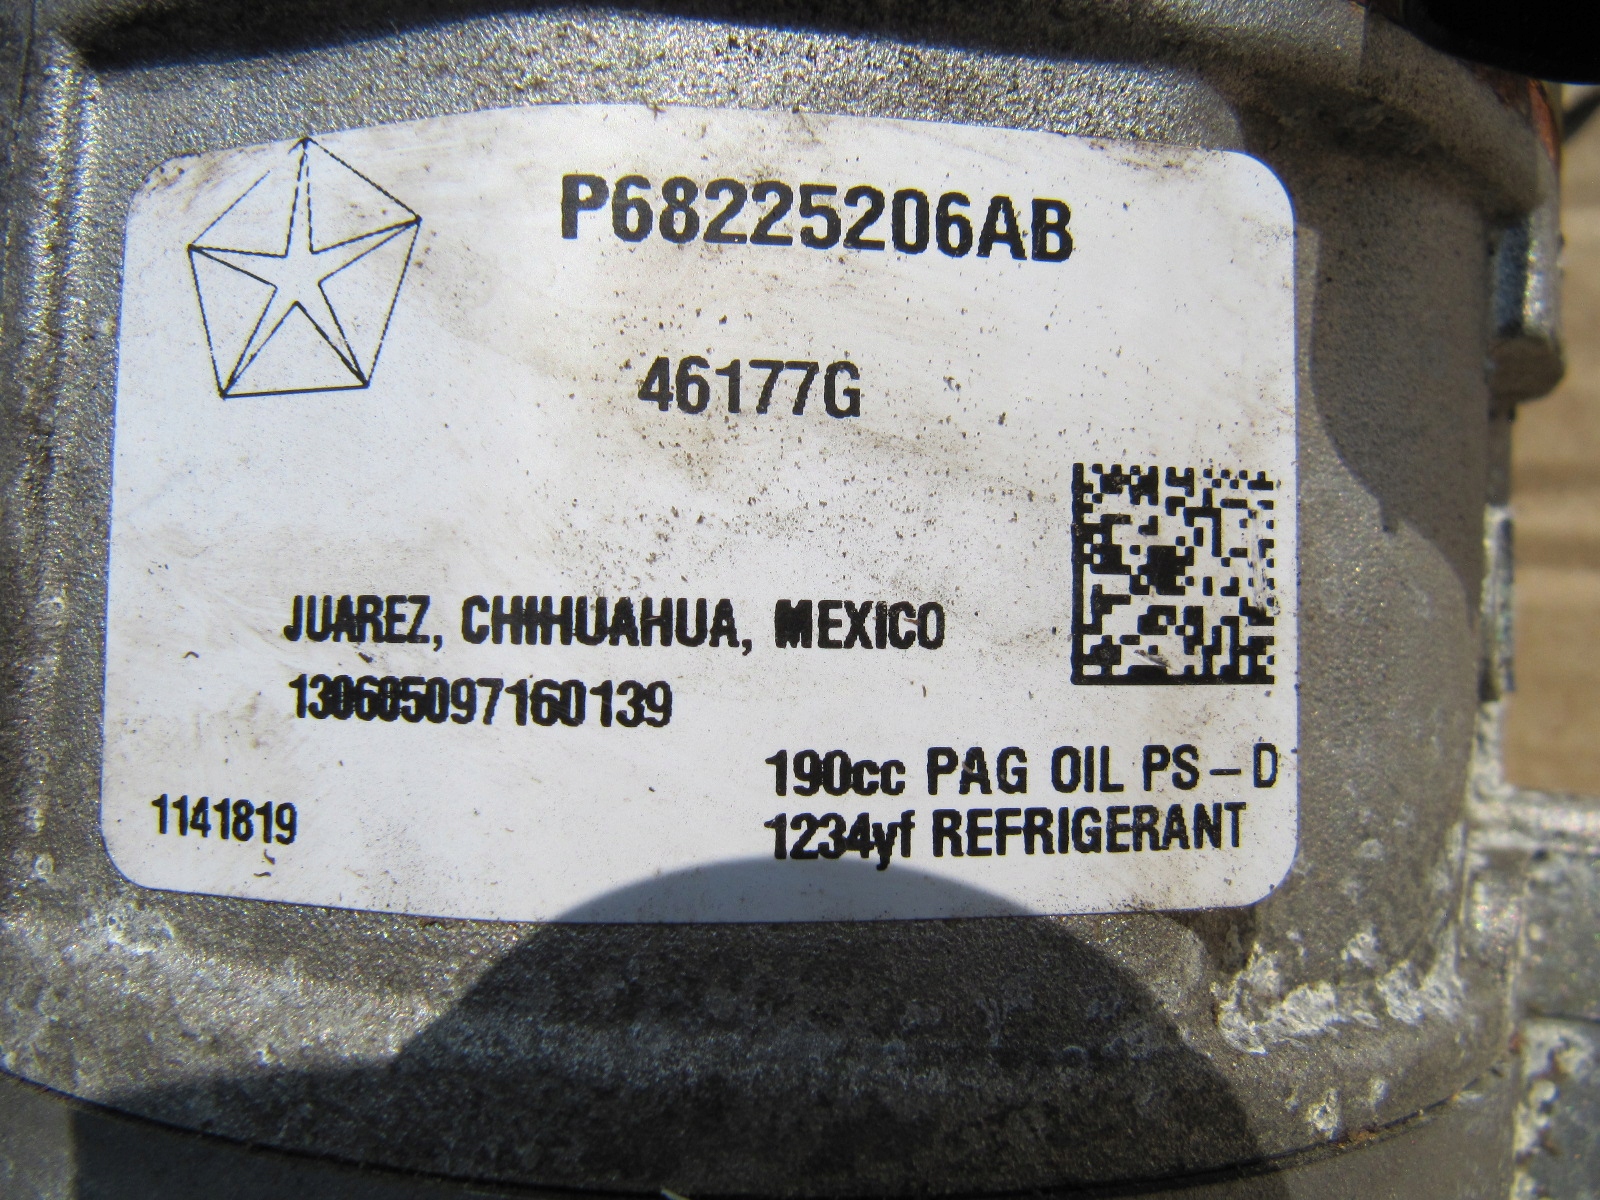 P68225206AB
46177G
JUAREZ, CHIHUAHUA, MEXICO
130605097160139
190cc PAG OIL PS-D
1141819
1234yf REFRIGERANT